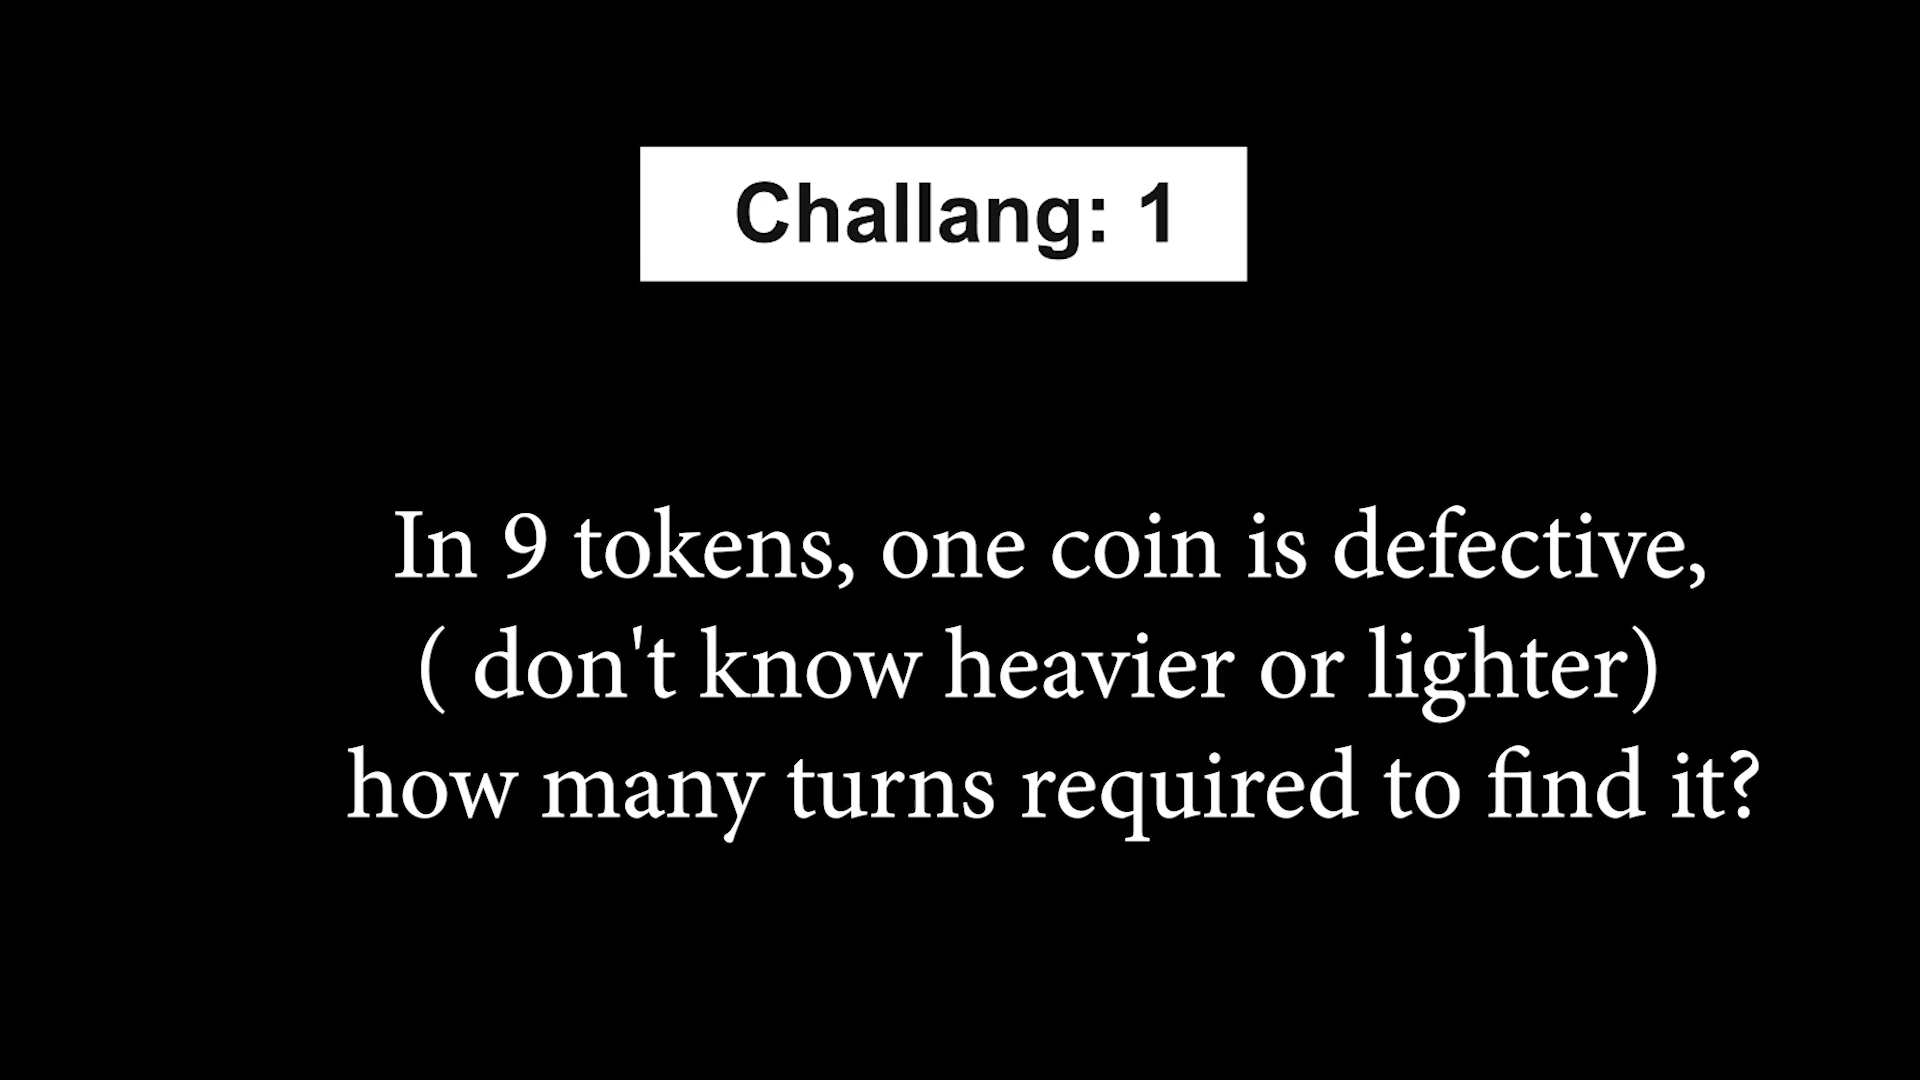 Challang: 1
In 9 tokens, one coin is defective,
( don't know heavier or lighter)
how many turns required to find it?